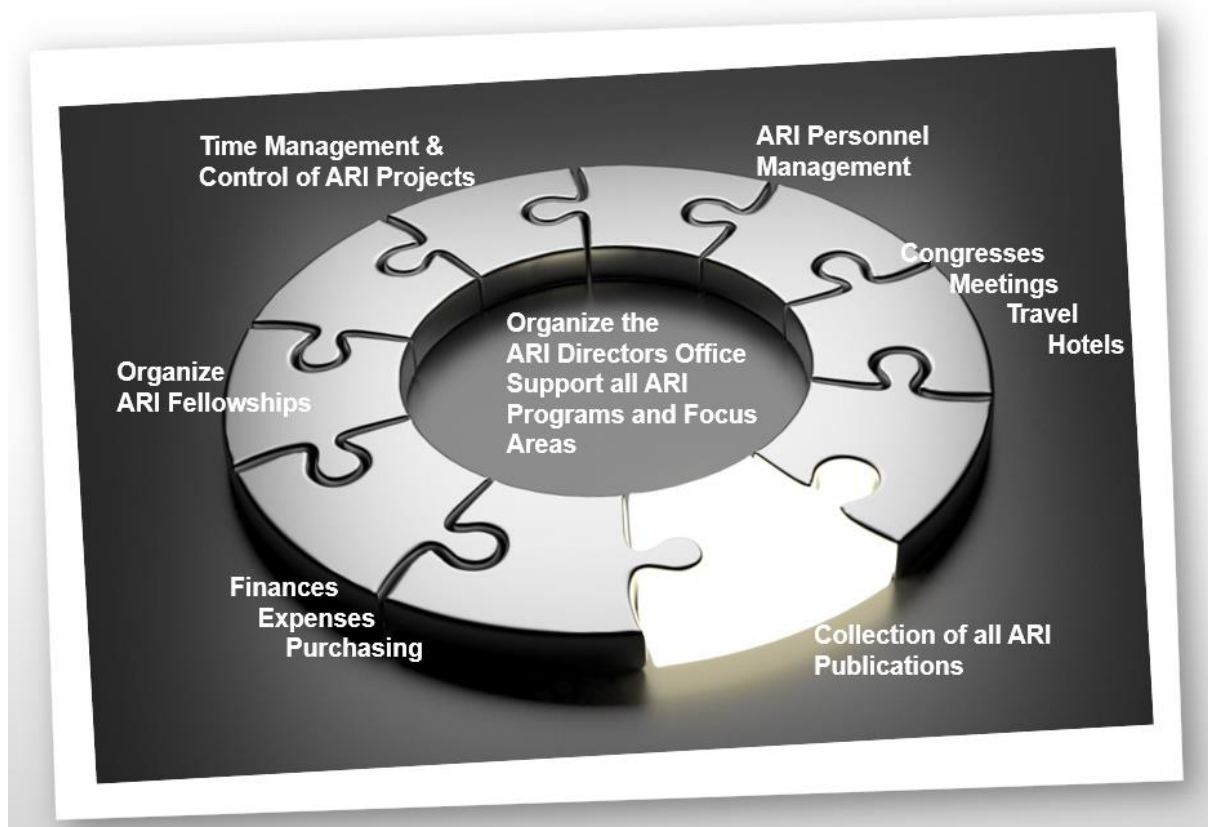 Time Management &
Control of ARI Projects
ARI Personnel
Management
Congresses
Meetings
Travel
Hotels
Organize the
ARI Directors Office
Support all ARI
Programs and Focus
Areas
Organize
ARI Fellowships
Finances
Expenses
Purchasing
Collection of all ARI
Publications